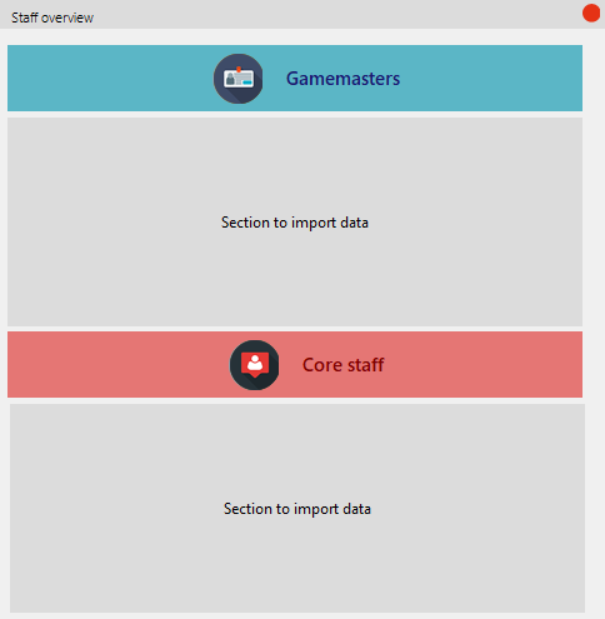 Staff overview
Gamemasters
Section to import data
Core staff
Section to import data